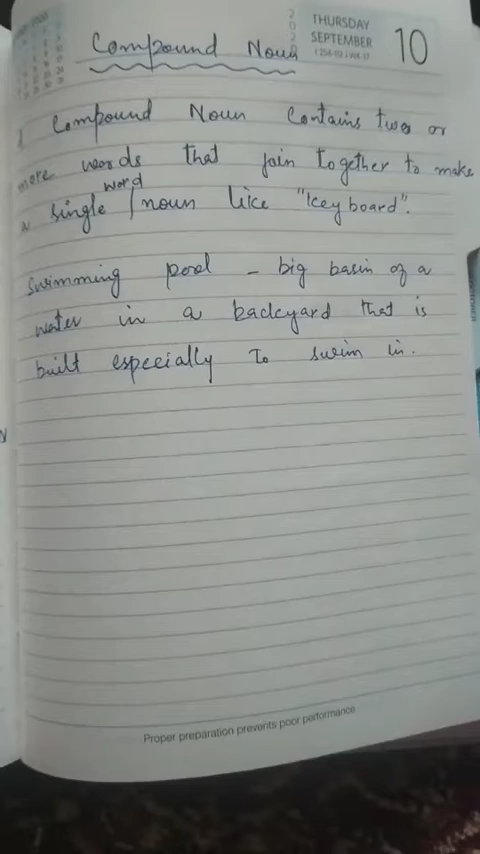 THURSDAY
2020 SEPTEMBER 10
Compound Noun
A Compound Noun Contains two or
more words that join together to make
word
a single / noun like "keyboard".
swimming pool - big basin of a
water in a backyard that is
built especially to swim in.
Proper preparation prevents poor performance